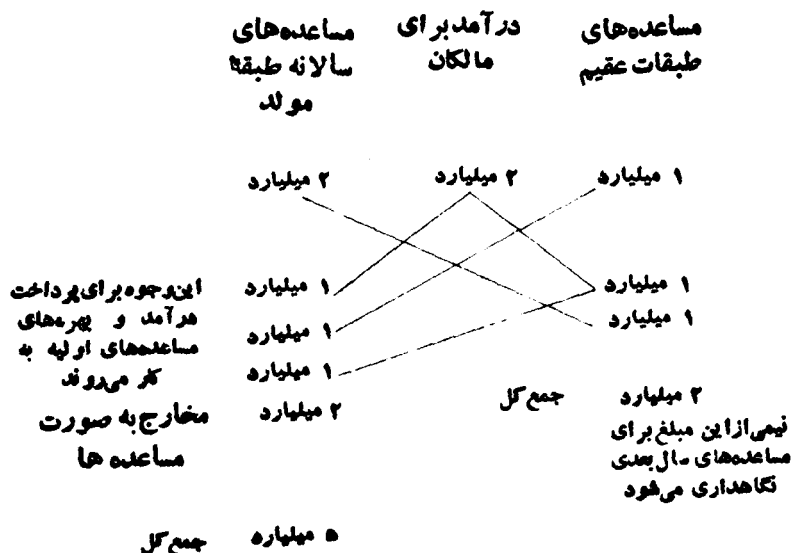 مساعده‌های
طبقات عقیم
درآمد برای
مالکان
مساعده‌های
سالانه طبقهٔ
مولد
۱ میلیارد
۲ میلیارد
۲ میلیارد
۱ میلیارد
۱ میلیارد
۱ میلیارد
۱ میلیارد
۱ میلیارد
این وجوه برای پرداخت
درآمد و بهره‌های
مساعده‌های اولیه به
کار می‌روند
۲ میلیارد جمع کل
نیمی از این مبلغ برای
مساعده‌های سال بعدی
نگاهداری می‌شود
۲ میلیارد
مخارج به صورت
مساعده ها
۵ میلیارد جمع کل